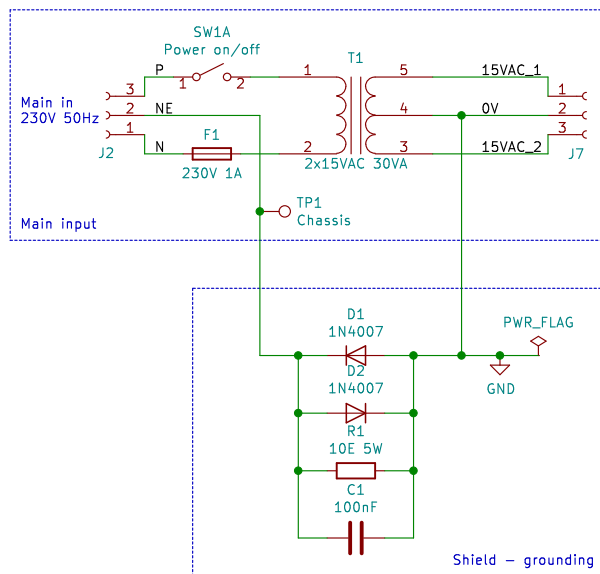 SW1A
Power on/off
T1
P
1
2
1
5
15VAC_1
Main in
230V 50Hz
3
2
1
NE
4
0V
1
2
3
J2
N
F1
230V 1A
2
2x15VAC 30VA
3
15VAC_2
J7
TP1
Chassis
Main input
D1
1N4007
PWR_FLAG
D2
1N4007
GND
R1
10E 5W
C1
100nF
Shield – grounding